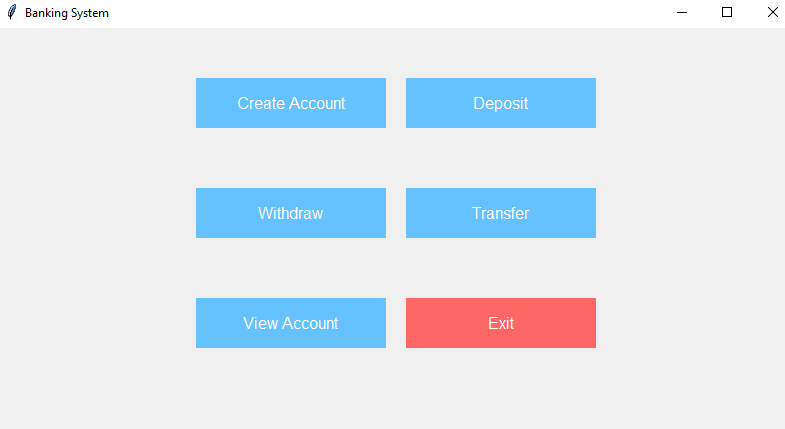 Banking System
Create Account
Deposit
Withdraw
Transfer
View Account
Exit